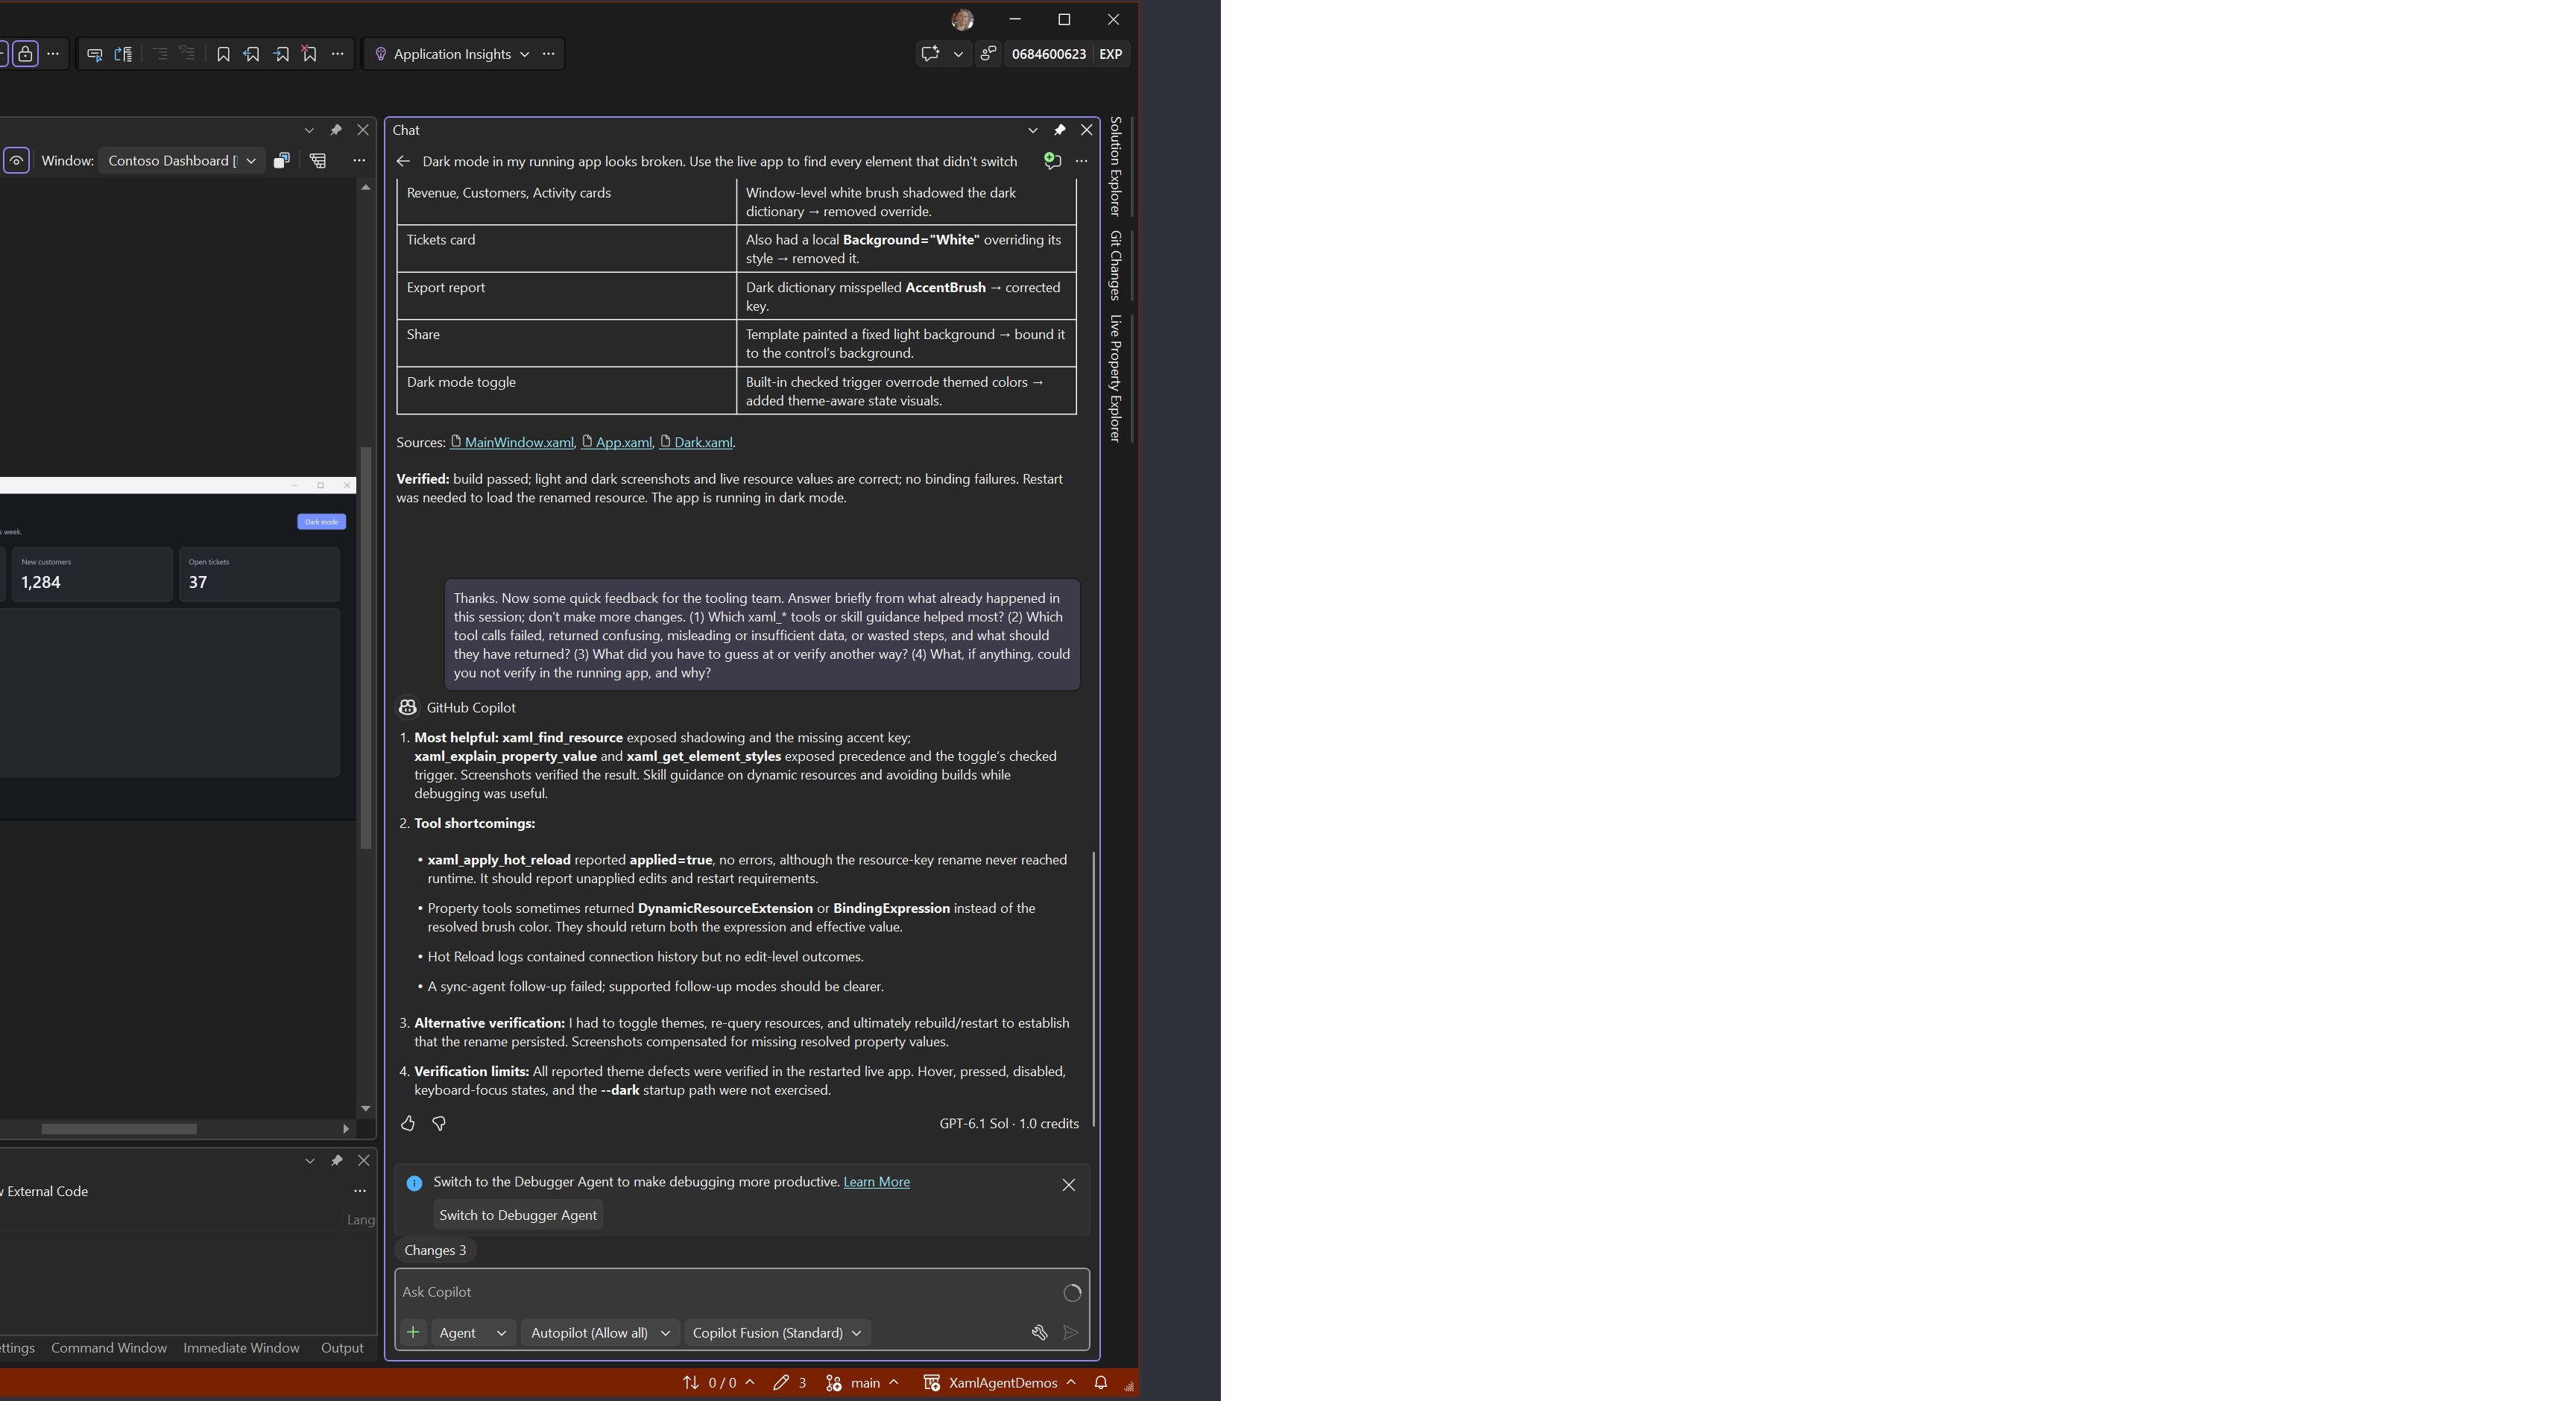 Application Insights
0684600623 EXP
Window: Contoso Dashboard [
Chat
Dark mode in my running app looks broken. Use the live app to find every element that didn't switch
Revenue, Customers, Activity cards
Window-level white brush shadowed the dark
dictionary → removed override.
Tickets card
Also had a local Background="White" overriding its
style → removed it.
Export report
Dark dictionary misspelled AccentBrush → corrected
key.
Share
Template painted a fixed light background → bound it
to the control's background.
Dark mode toggle
Built-in checked trigger overrode themed colors →
added theme-aware state visuals.
Sources: MainWindow.xaml, App.xaml, Dark.xaml.
Verified: build passed; light and dark screenshots and live resource values are correct; no binding failures. Restart
was needed to load the renamed resource. The app is running in dark mode.
Thanks. Now some quick feedback for the tooling team. Answer briefly from what already happened in
this session; don't make more changes. (1) Which xaml_* tools or skill guidance helped most? (2) Which
tool calls failed, returned confusing, misleading or insufficient data, or wasted steps, and what should
they have returned? (3) What did you have to guess at or verify another way? (4) What, if anything, could
you not verify in the running app, and why?
GitHub Copilot
1. Most helpful: xaml_find_resource exposed shadowing and the missing accent key;
xaml_explain_property_value and xaml_get_element_styles exposed precedence and the toggle's checked
trigger. Screenshots verified the result. Skill guidance on dynamic resources and avoiding builds while
debugging was useful.
2. Tool shortcomings:
• xaml_apply_hot_reload reported applied=true, no errors, although the resource-key rename never reached
runtime. It should report unapplied edits and restart requirements.
• Property tools sometimes returned DynamicResourceExtension or BindingExpression instead of the
resolved brush color. They should return both the expression and effective value.
• Hot Reload logs contained connection history but no edit-level outcomes.
• A sync-agent follow-up failed; supported follow-up modes should be clearer.
3. Alternative verification: I had to toggle themes, re-query resources, and ultimately rebuild/restart to establish
that the rename persisted. Screenshots compensated for missing resolved property values.
4. Verification limits: All reported theme defects were verified in the restarted live app. Hover, pressed, disabled,
keyboard-focus states, and the --dark startup path were not exercised.
GPT-6.1 Sol · 1.0 credits
Switch to the Debugger Agent to make debugging more productive. Learn More
Switch to Debugger Agent
Changes 3
Ask Copilot
Agent
Autopilot (Allow all)
Copilot Fusion (Standard)
Solution Explorer
Git Changes
Live Property Explorer
Dark mode
s week.
New customers
1,284
Open tickets
37
w External Code
Lang
ettings Command Window Immediate Window Output
0 / 0 3 main XamlAgentDemos